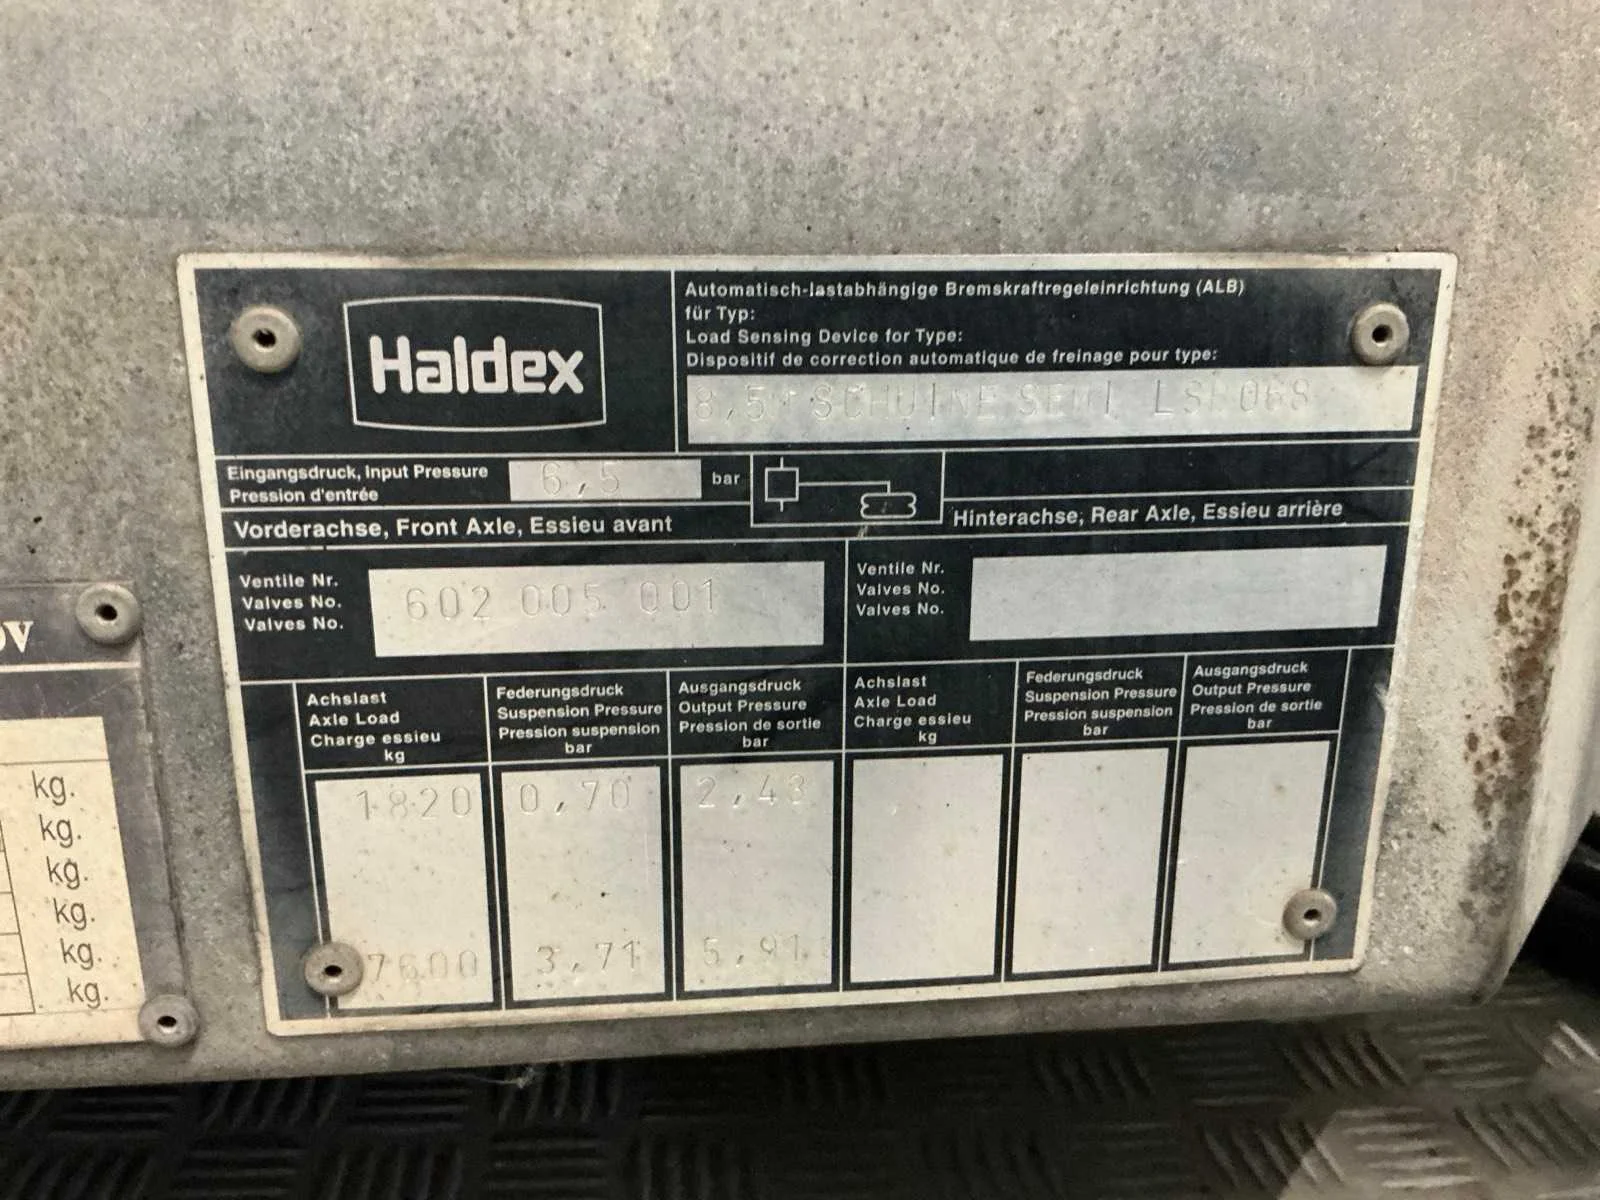 Haldex
Automatisch-lastabhängige Bremskraftregeleinrichtung (ALB)
für Typ:
Load Sensing Device for Type:
Dispositif de correction automatique de freinage pour type:
8,5
Eingangsdruck, Input Pressure
Pression d'entrée
6,5
bar
Vorderachse, Front Axle, Essieu avant
Hinterachse, Rear Axle, Essieu arrière
Ventile Nr.
Valves No.
Valves No.
602 005 001
Ventile Nr.
Valves No.
Valves No.
Achslast
Axle Load
Charge essieu
kg
Federungsdruck
Suspension Pressure
Pression suspension
bar
Ausgangsdruck
Output Pressure
Pression de sortie
bar
Achslast
Axle Load
Charge essieu
kg
Federungsdruck
Suspension Pressure
Pression suspension
bar
Ausgangsdruck
Output Pressure
Pression de sortie
bar
1820 0,70 2,43
7600 3,71 5,91
kg.
kg.
kg.
kg.
kg.
kg.